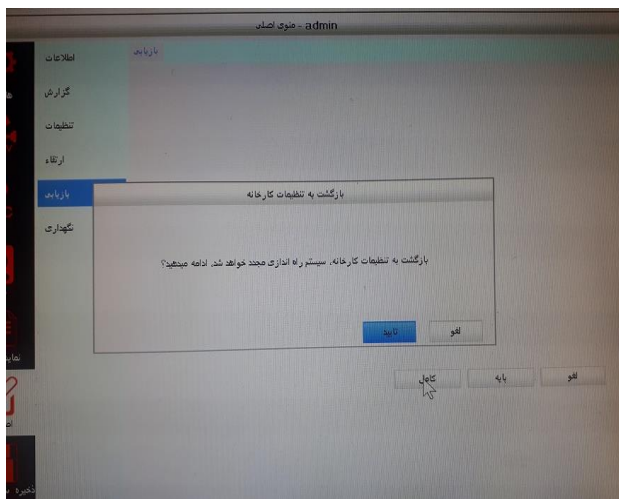 admin - منوی اصلی
بازیابی
اطلاعات
گزارش
تنظیمات
ارتقاء
بازیابی
نگهداری
بازگشت به تنظیمات کارخانه
بازگشت به تنظیمات کارخانه، سیستم راه اندازی مجدد خواهد شد. ادامه میدهید؟
تایید
لغو
کامل
پایه
لغو
ذخیره